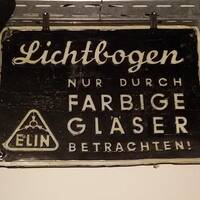 Lichtbogen
NUR DURCH
FARBIGE
GLÄSER
BETRACHTEN!
ELIN